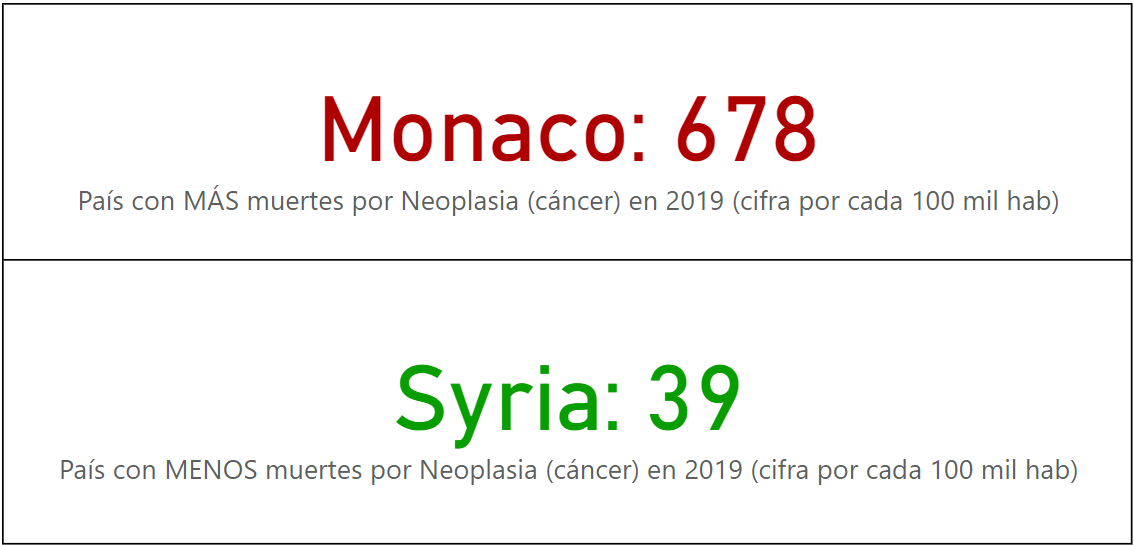 Monaco: 678
País con MÁS muertes por Neoplasia (cáncer) en 2019 (cifra por cada 100 mil hab)
Syria: 39
País con MENOS muertes por Neoplasia (cáncer) en 2019 (cifra por cada 100 mil hab)